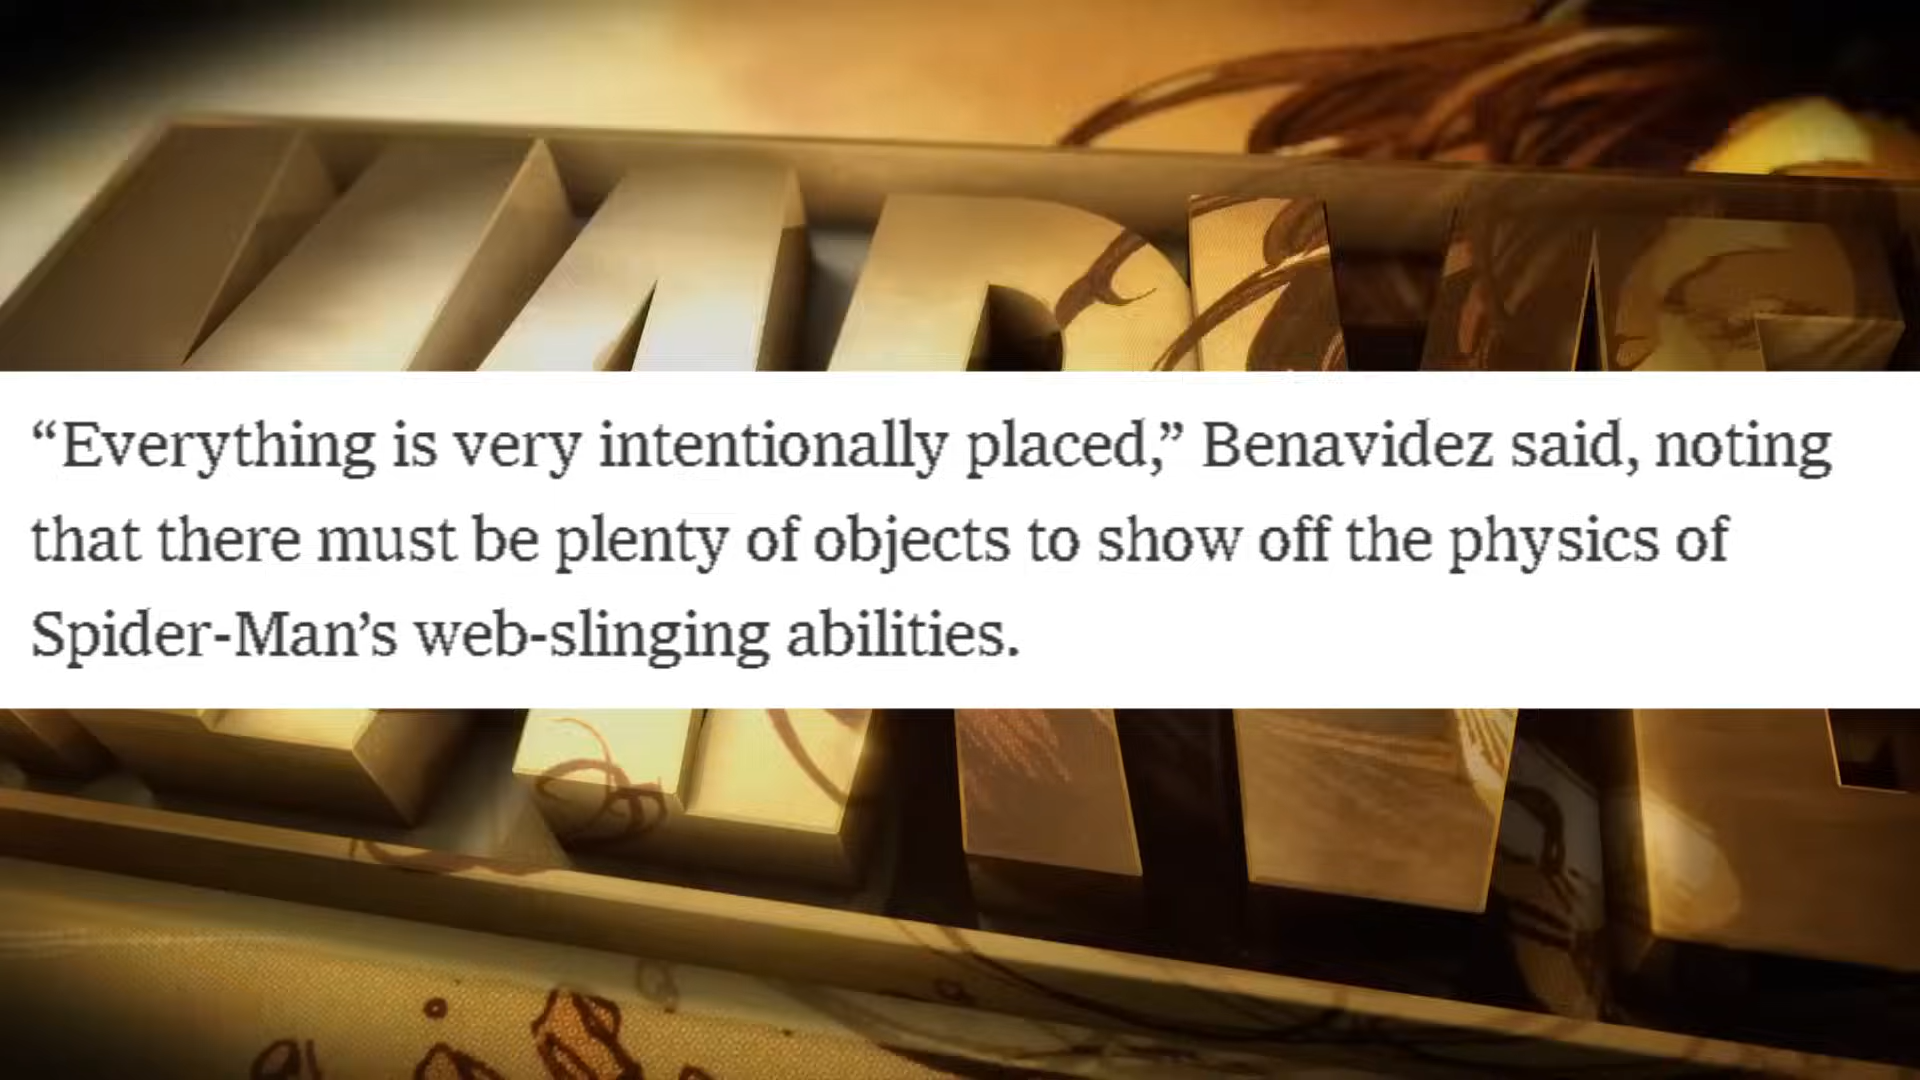 “Everything is very intentionally placed,” Benavidez said, noting
that there must be plenty of objects to show off the physics of
Spider-Man’s web-slinging abilities.